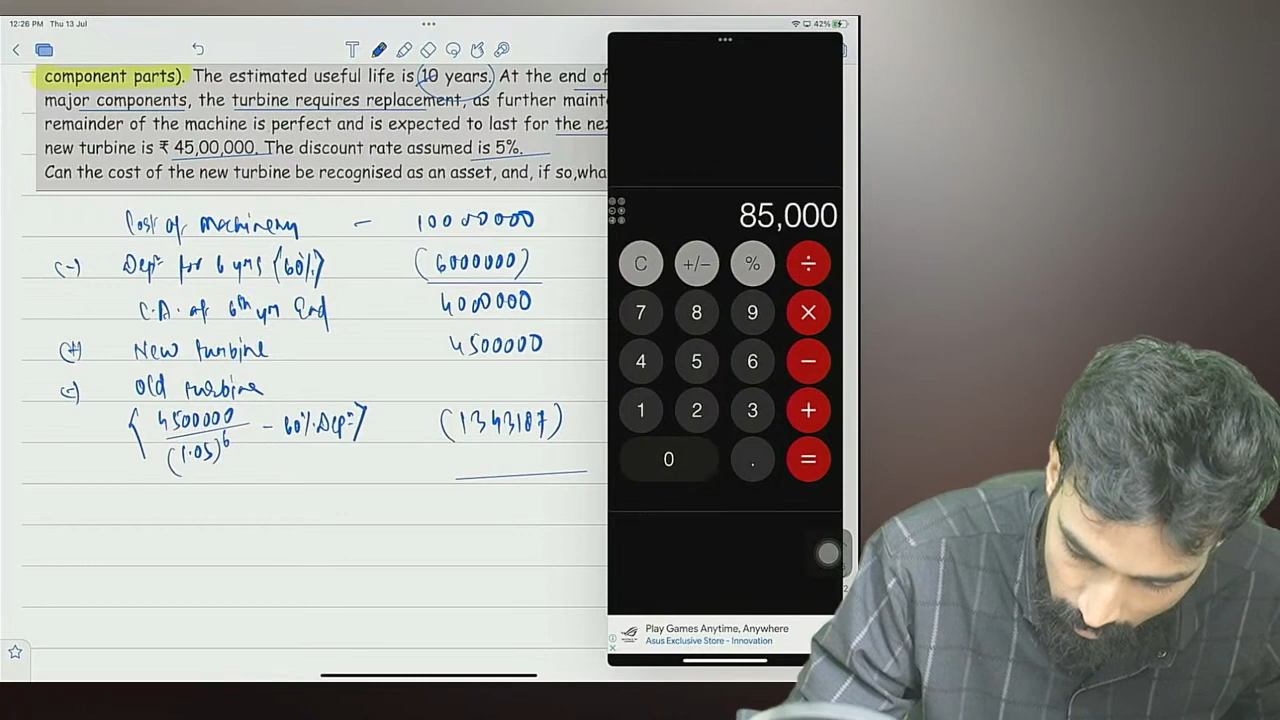 12:26 PM Thu 13 Jul
42%
component parts). The estimated useful life is 10 years. At the end of
major components, the turbine requires replacement, as further maint
remainder of the machine is perfect and is expected to last for the nex
new turbine is ₹ 45,00,000. The discount rate assumed is 5%.
Can the cost of the new turbine be recognised as an asset, and, if so,wha
Cost of machinery – 10000000
(-) Depn for 6 yrs (60%) (6000000)
C.A. of 6th yr End 4000000
(+) New turbine 4500000
(-) Old turbine
{ 4500000 / (1.05)^6 – 60% Depn } (1343187)
85,000
C +/– % ÷
7 8 9 ×
4 5 6 –
1 2 3 +
0 . =
Play Games Anytime, Anywhere
Asus Exclusive Store - Innovation